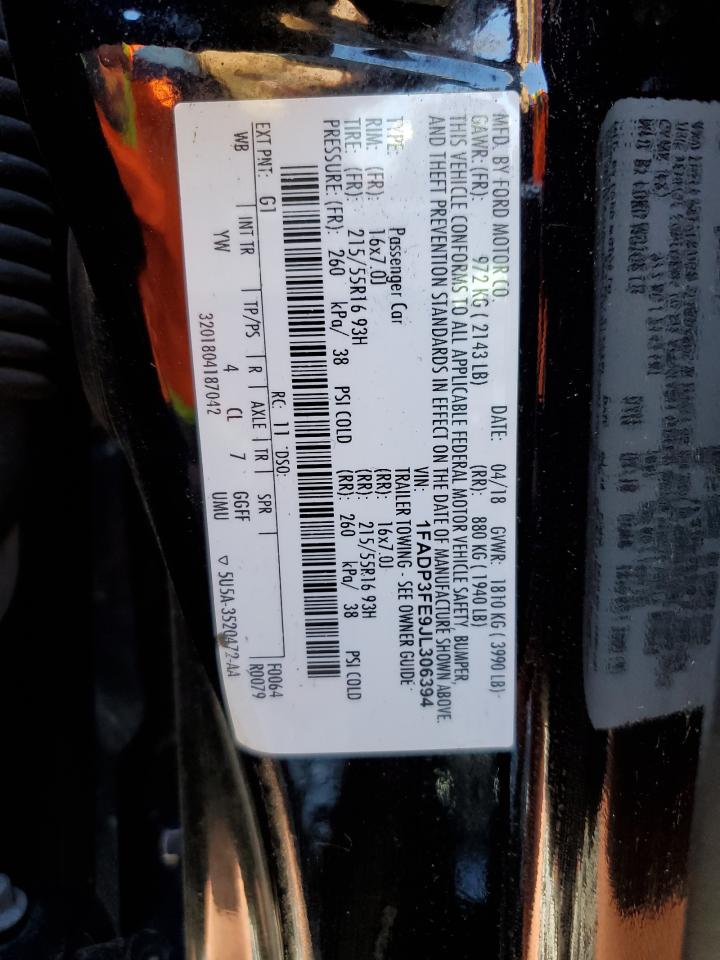 MFD. BY FORD MOTOR CO. DATE: 04/18 GVWR: 1810 KG ( 3990 LB)
GAWR: (FR): 972 KG ( 2143 LB) (RR): 880 KG ( 1940 LB)
THIS VEHICLE CONFORMS TO ALL APPLICABLE FEDERAL MOTOR VEHICLE SAFETY, BUMPER,
AND THEFT PREVENTION STANDARDS IN EFFECT ON THE DATE OF MANUFACTURE SHOWN ABOVE.
VIN: 1FADP3FE9JL306394
TYPE: Passenger Car TRAILER TOWING - SEE OWNER GUIDE
RIM: (FR): 16x7.0J (RR): 16x7.0J
TIRE: (FR): 215/55R16 93H (RR): 215/55R16 93H
PRESSURE: (FR): 260 kPa/ 38 PSI COLD (RR): 260 kPa/ 38 PSI COLD
RC: 11 DSO: F0064
EXT PNT: G1 R0079
WB INT TR TP/PS R AXLE TR SPR
YW 4 CL 7 GGFF
UMU
3201804187042 ▽ 5U5A-3520472-AA